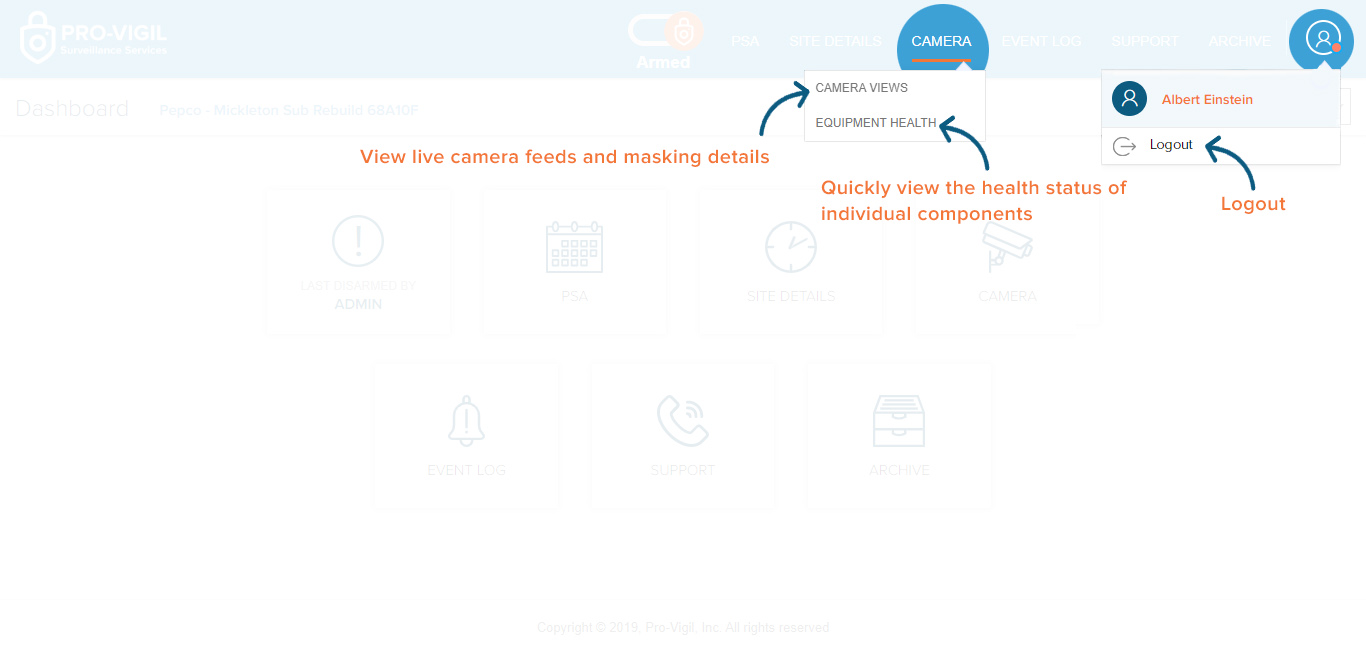 PRO-VIGIL
Surveillance Services
Armed
PSA
SITE DETAILS
CAMERA
EVENT LOG
SUPPORT
ARCHIVE
CAMERA VIEWS
EQUIPMENT HEALTH
Albert Einstein
Logout
Dashboard
Pepco - Mickleton Sub Rebuild 68A10F
View live camera feeds and masking details
Quickly view the health status of
individual components
Logout
LAST DISARMED BY
ADMIN
PSA
SITE DETAILS
CAMERA
EVENT LOG
SUPPORT
ARCHIVE
Copyright © 2019. Pro-Vigil, Inc. All rights reserved